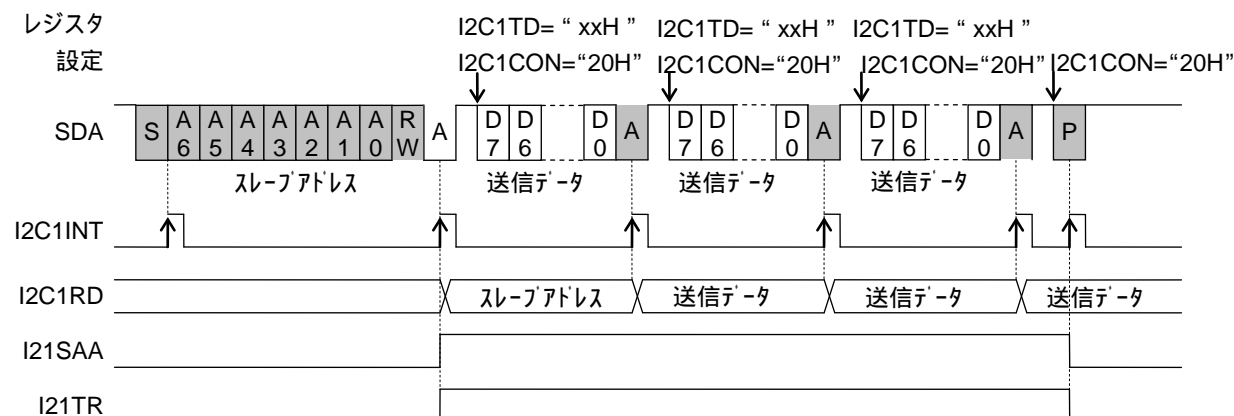 レジスタ I2C1TD= “ xxH ” I2C1TD= “ xxH ” I2C1TD= “ xxH ”
設定 I2C1CON=“20H” I2C1CON=“20H” I2C1CON=“20H” I2C1CON=“20H”
SDA S A6 A5 A4 A3 A2 A1 A0 RW A D7 D6 D0 A D7 D6 D0 A D7 D6 D0 A P
ｽﾚｰﾌﾞｱﾄﾞﾚｽ 送信ﾃﾞｰﾀ 送信ﾃﾞｰﾀ 送信ﾃﾞｰﾀ
I2C1INT
I2C1RD ｽﾚｰﾌﾞｱﾄﾞﾚｽ 送信ﾃﾞｰﾀ 送信ﾃﾞｰﾀ 送信ﾃﾞｰﾀ
I21SAA
I21TR